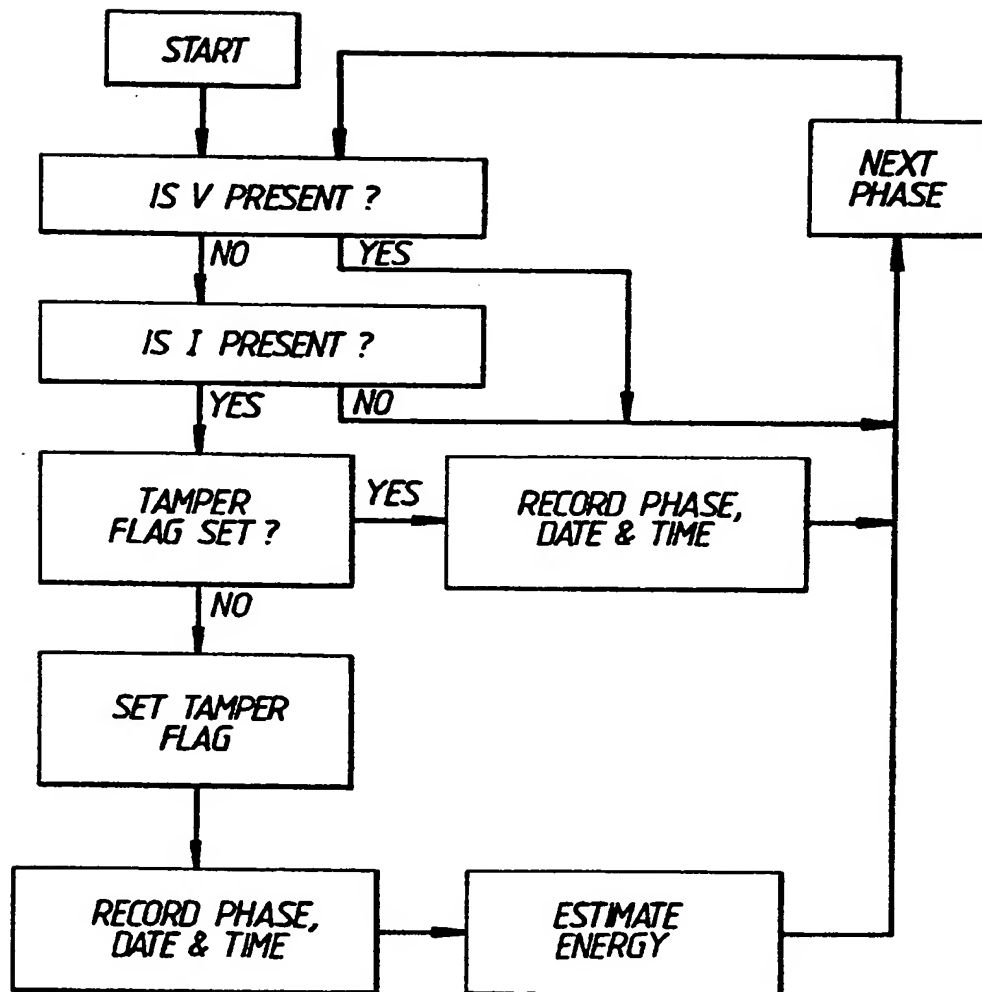 START
IS V PRESENT ?
NEXT
PHASE
NO
YES
IS I PRESENT ?
YES
NO
TAMPER
FLAG SET ?
YES
RECORD PHASE,
DATE & TIME
NO
SET TAMPER
FLAG
RECORD PHASE,
DATE & TIME
ESTIMATE
ENERGY